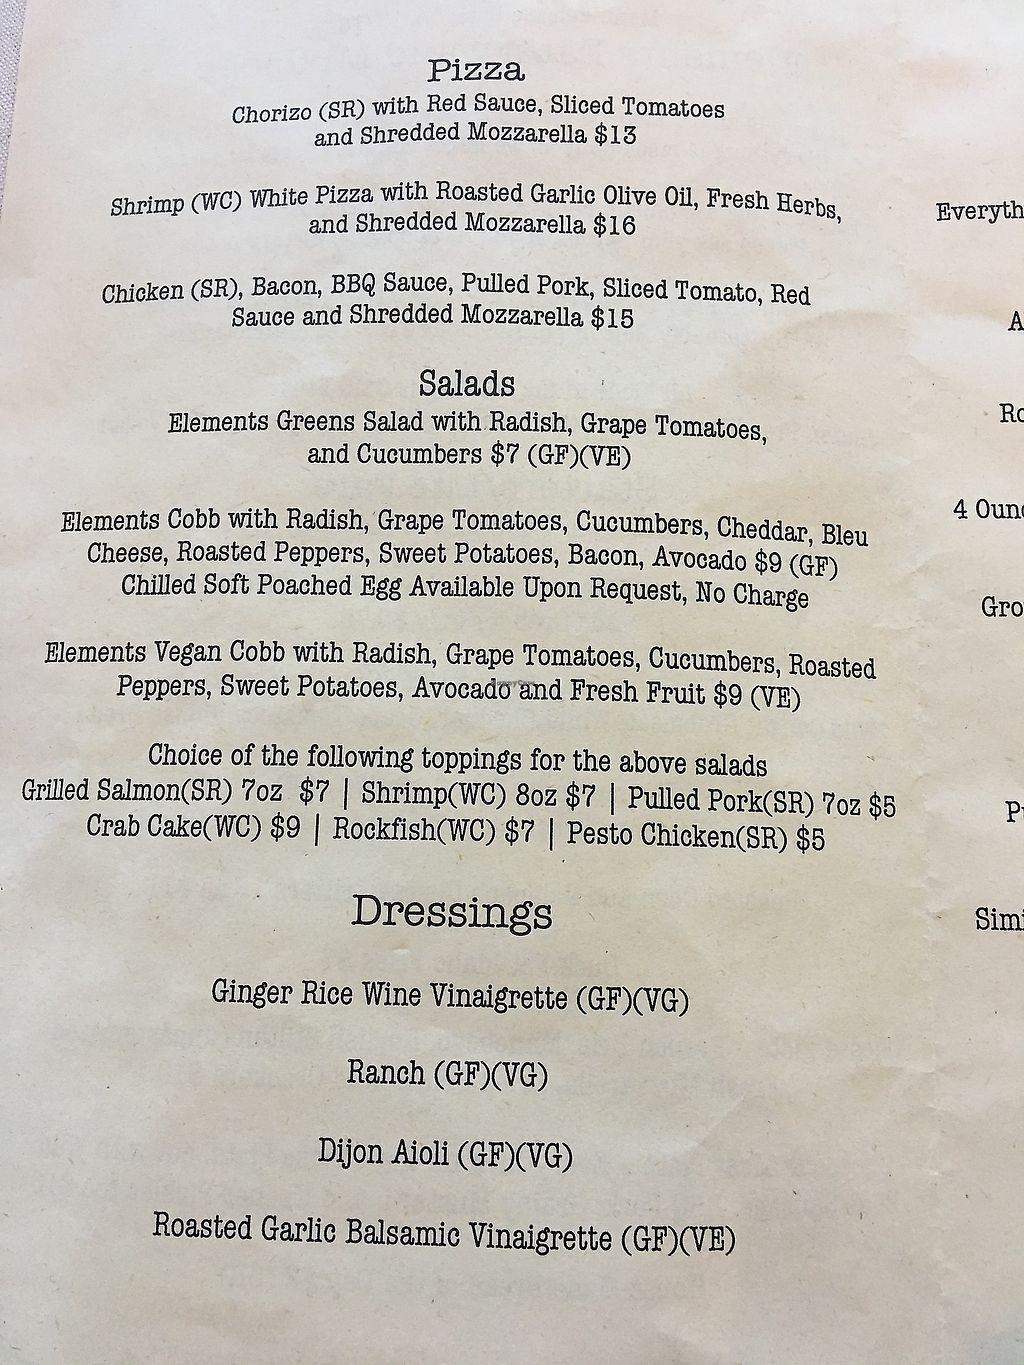 Pizza
Chorizo (SR) with Red Sauce, Sliced Tomatoes
and Shredded Mozzarella $13
Shrimp (WC) White Pizza with Roasted Garlic Olive Oil, Fresh Herbs,
and Shredded Mozzarella $16
Chicken (SR), Bacon, BBQ Sauce, Pulled Pork, Sliced Tomato, Red
Sauce and Shredded Mozzarella $15
Salads
Elements Greens Salad with Radish, Grape Tomatoes,
and Cucumbers $7 (GF)(VE)
Elements Cobb with Radish, Grape Tomatoes, Cucumbers, Cheddar, Bleu
Cheese, Roasted Peppers, Sweet Potatoes, Bacon, Avocado $9 (GF)
Chilled Soft Poached Egg Available Upon Request, No Charge
Elements Vegan Cobb with Radish, Grape Tomatoes, Cucumbers, Roasted
Peppers, Sweet Potatoes, Avocado and Fresh Fruit $9 (VE)
Choice of the following toppings for the above salads
Grilled Salmon(SR) 7oz $7 | Shrimp(WC) 8oz $7 | Pulled Pork(SR) 7oz $5
Crab Cake(WC) $9 | Rockfish(WC) $7 | Pesto Chicken(SR) $5
Dressings
Ginger Rice Wine Vinaigrette (GF)(VG)
Ranch (GF)(VG)
Dijon Aioli (GF)(VG)
Roasted Garlic Balsamic Vinaigrette (GF)(VE)
Everyth
A
Ro
4 Oun
Gro
P
Simi